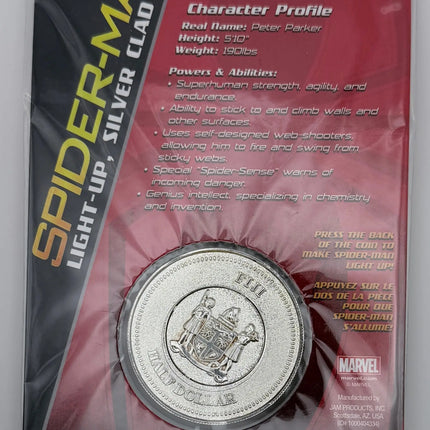 SPIDER-MA
LIGHT-UP, SILVER CLAD
Character Profile
Real Name: Peter Parker
Height: 5'10"
Weight: 190lbs
Powers & Abilities:
• Superhuman strength, agility, and
endurance.
• Ability to stick to and climb walls and
other surfaces.
• Uses self-designed web-shooters,
allowing him to fire and swing from
sticky webs.
• Special "Spider-Sense" warns of
incoming danger.
• Genius intellect, specializing in chemistry
and invention.
PRESS THE BACK
OF THE COIN TO
MAKE SPIDER-MAN
LIGHT UP!
APPUYEZ SUR LE
DOS DE LA PIÈCE
POUR QUE
SPIDER-MAN
S'ALLUME!
FIJI
HALF DOLLAR
MARVEL
marvel.com
© MARVEL
Manufactured by
JAM PRODUCTS, INC
Scottsdale, AZ, USA
(ID# 1000404334)